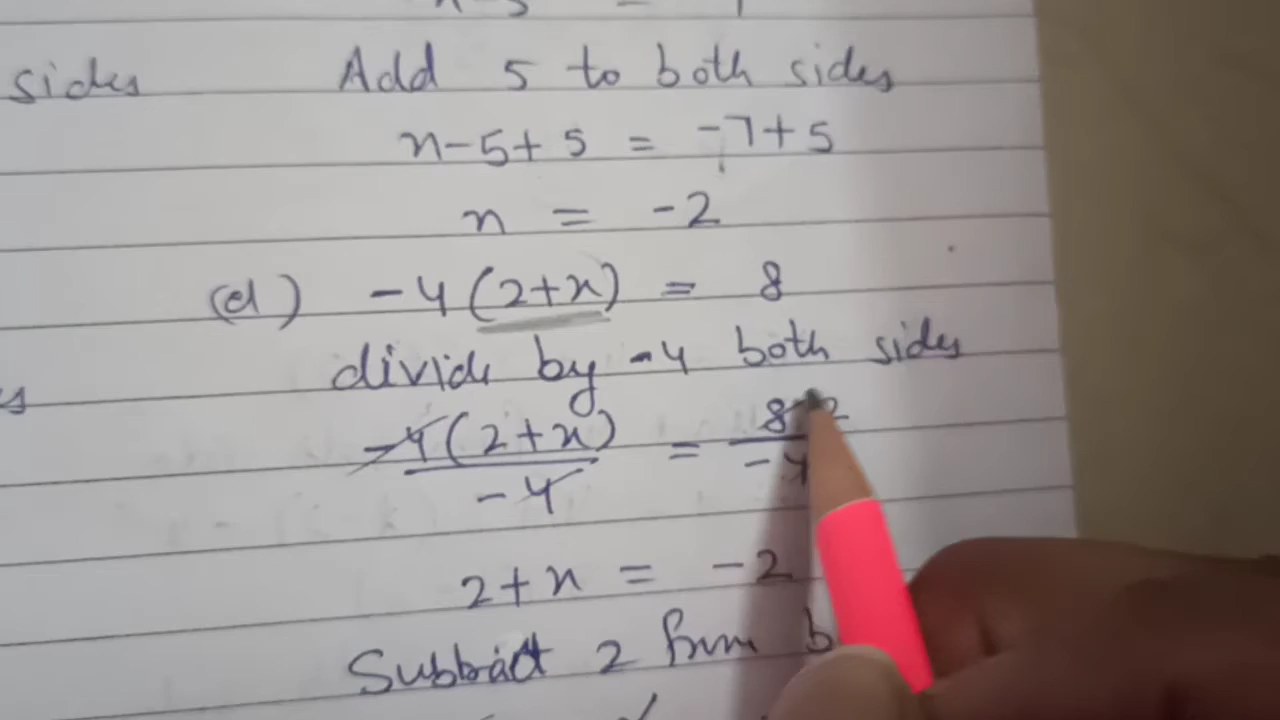 sides Add 5 to both sides
n-5+5 = -7+5
n = -2
(d) -4(2+x) = 8
divide by -4 both sides
-4(2+x)/-4 = 8 2/-4
2+x = -2
Subtract 2 from b